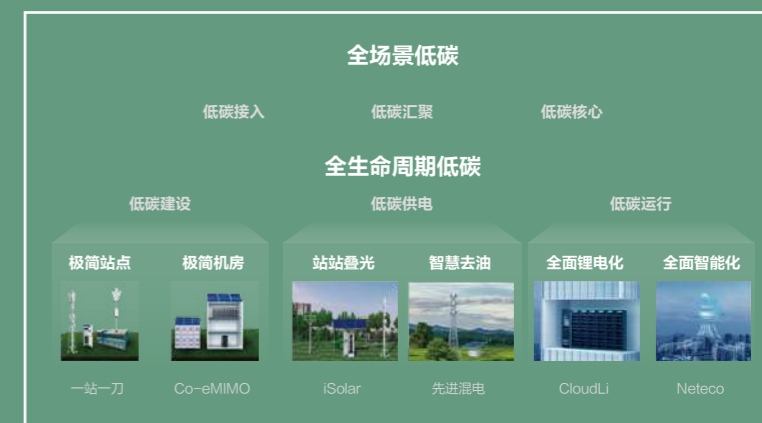 全场景低碳
低碳接入 低碳汇聚 低碳核心
全生命周期低碳
低碳建设 低碳供电 低碳运行
极简站点 极简机房 站站叠光 智慧去油 全面锂电化 全面智能化
一站一刀 Co-eMIMO iSolar 先进混电 CloudLi Neteco